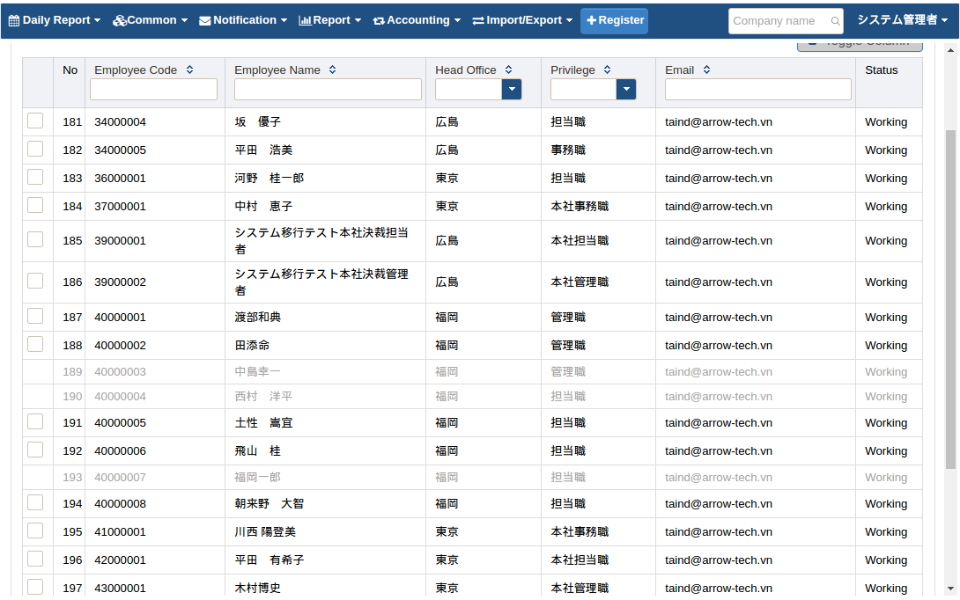 Daily Report Common Notification Report Accounting Import/Export Register Company name システム管理者
Toggle Column
No Employee Code Employee Name Head Office Privilege Email Status
181 34000004 坂　優子 広島 担当職 taind@arrow-tech.vn Working
182 34000005 平田　浩美 広島 事務職 taind@arrow-tech.vn Working
183 36000001 河野　桂一郎 東京 担当職 taind@arrow-tech.vn Working
184 37000001 中村　恵子 東京 本社事務職 taind@arrow-tech.vn Working
185 39000001 システム移行テスト本社決裁担当
者 広島 本社担当職 taind@arrow-tech.vn Working
186 39000002 システム移行テスト本社決裁管理
者 広島 本社管理職 taind@arrow-tech.vn Working
187 40000001 渡部和典 福岡 管理職 taind@arrow-tech.vn Working
188 40000002 田添命 福岡 管理職 taind@arrow-tech.vn Working
189 40000003 中島幸一 福岡 管理職 taind@arrow-tech.vn Working
190 40000004 西村　洋平 福岡 担当職 taind@arrow-tech.vn Working
191 40000005 土性　嵩宜 福岡 担当職 taind@arrow-tech.vn Working
192 40000006 飛山　桂 福岡 担当職 taind@arrow-tech.vn Working
193 40000007 福岡一郎 福岡 担当職 taind@arrow-tech.vn Working
194 40000008 朝来野　大智 福岡 担当職 taind@arrow-tech.vn Working
195 41000001 川西 陽登美 東京 本社事務職 taind@arrow-tech.vn Working
196 42000001 平田　有希子 東京 本社担当職 taind@arrow-tech.vn Working
197 43000001 木村博史 東京 本社管理職 taind@arrow-tech.vn Working